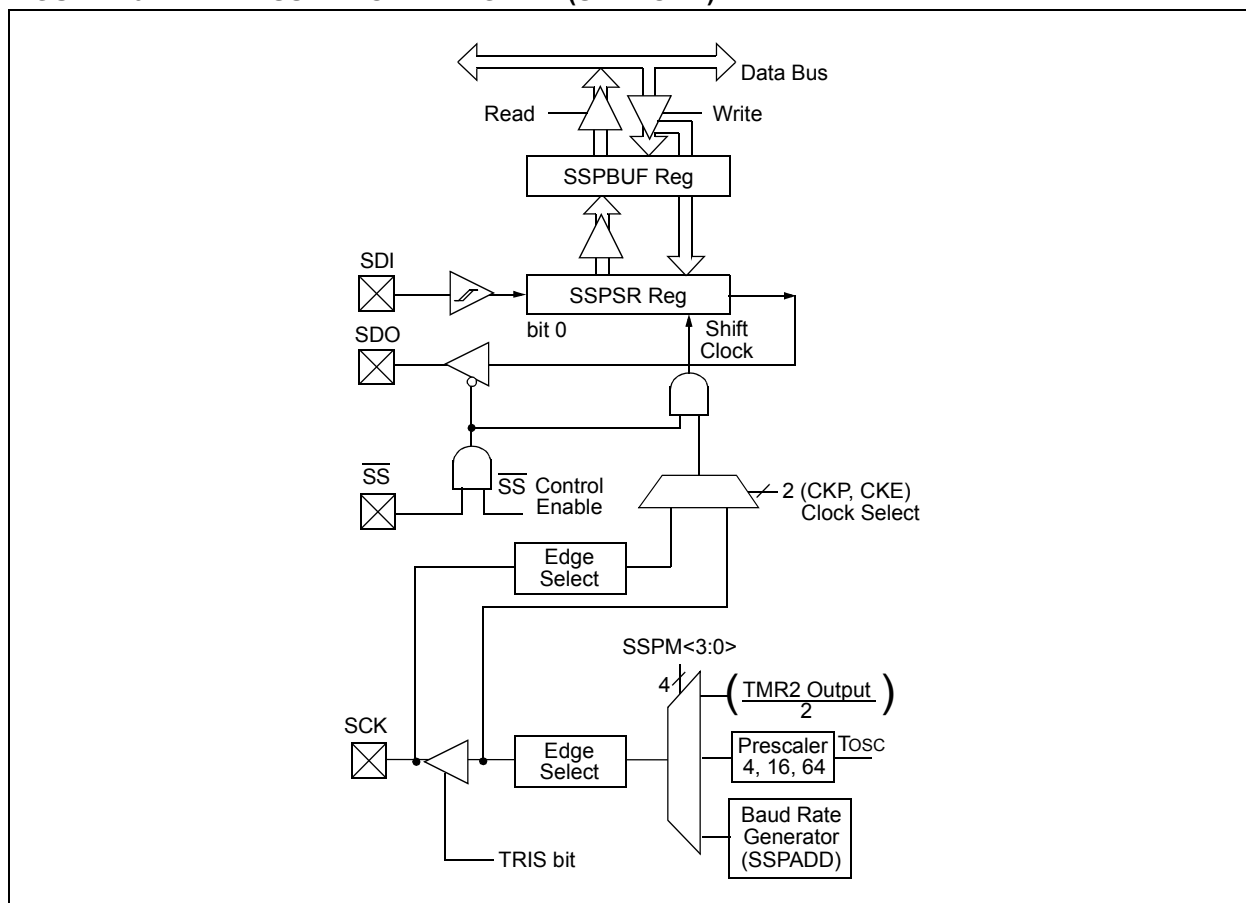 Data Bus
Read
Write
SSPBUF Reg
SDI
SSPSR Reg
bit 0
Shift
Clock
SDO
SS
SS Control
Enable
2 (CKP, CKE)
Clock Select
Edge
Select
SSPM<3:0>
4
(TMR2 Output)
2
SCK
Edge
Select
Prescaler
4, 16, 64
TOSC
Baud Rate
Generator
(SSPADD)
TRIS bit